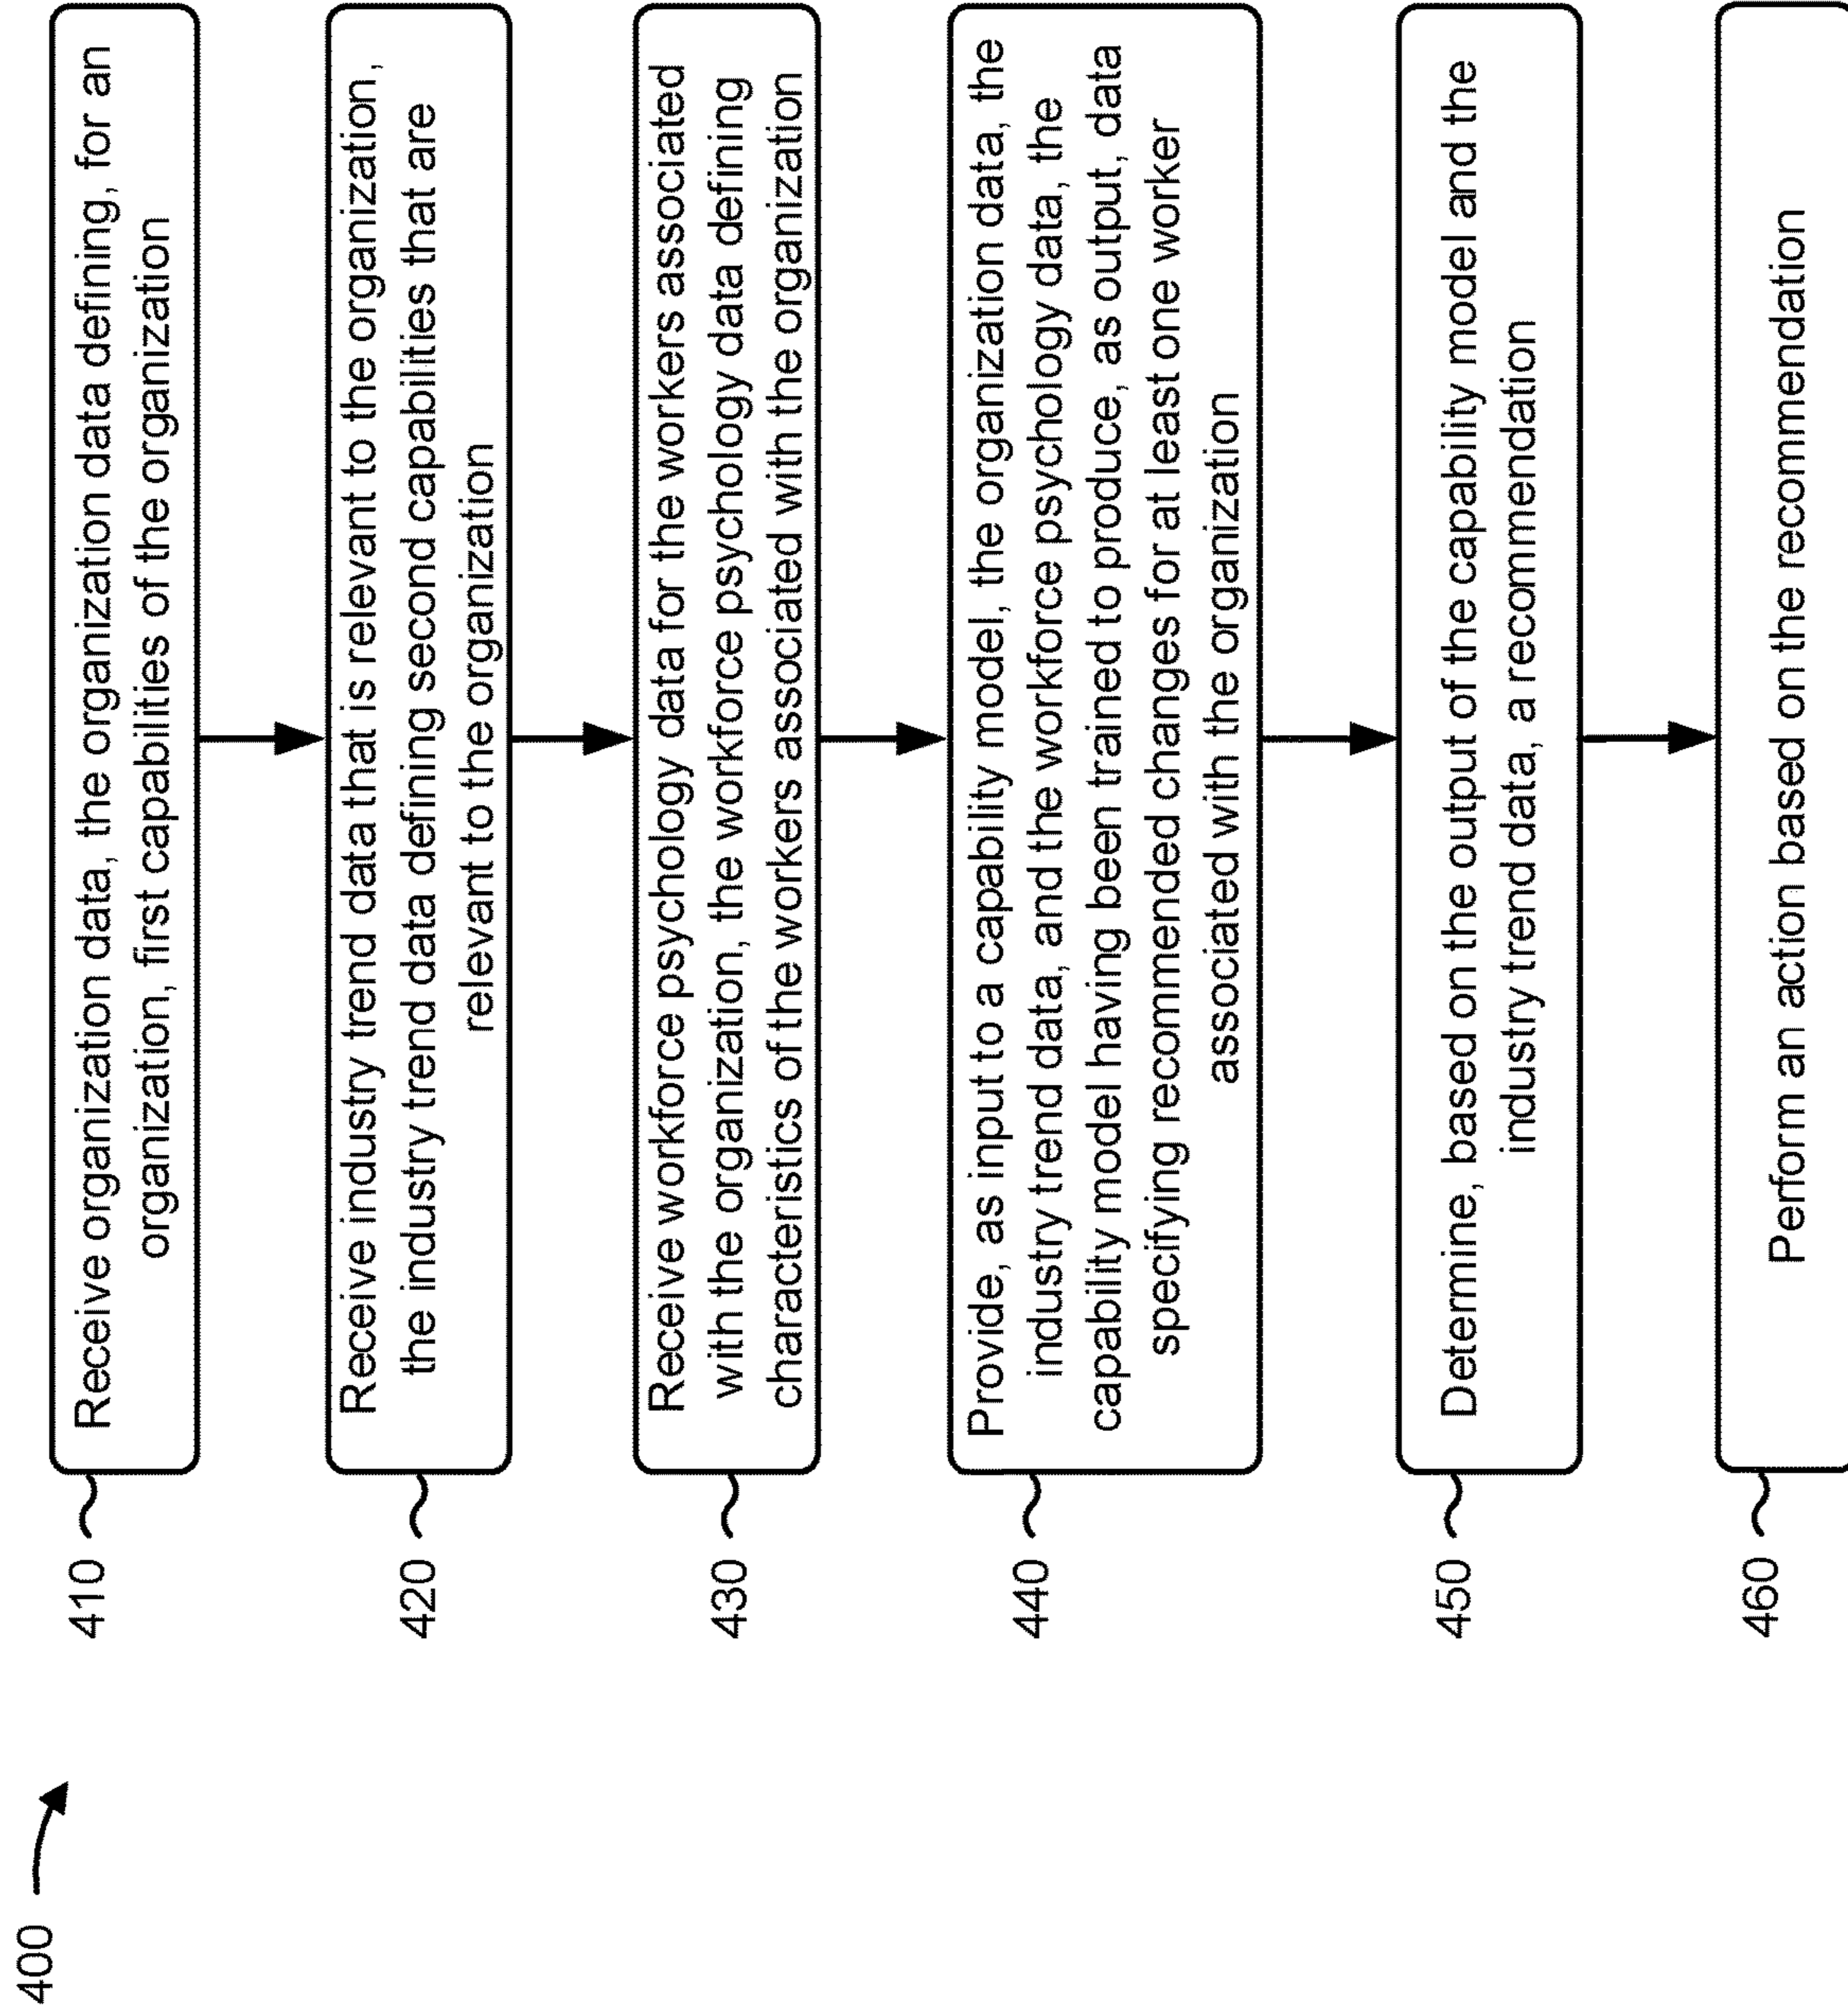 400
410
Receive organization data, the organization data defining, for an
organization, first capabilities of the organization
420
Receive industry trend data that is relevant to the organization,
the industry trend data defining second capabilities that are
relevant to the organization
430
Receive workforce psychology data for the workers associated
with the organization, the workforce psychology data defining
characteristics of the workers associated with the organization
440
Provide, as input to a capability model, the organization data, the
industry trend data, and the workforce psychology data, the
capability model having been trained to produce, as output, data
specifying recommended changes for at least one worker
associated with the organization
450
Determine, based on the output of the capability model and the
industry trend data, a recommendation
460
Perform an action based on the recommendation